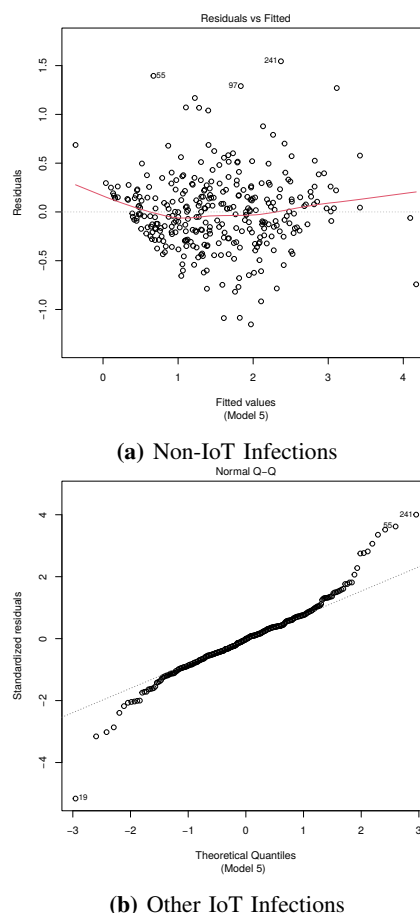 Residuals vs Fitted
Residuals
1.5
1.0
0.5
0.0
−0.5
−1.0
55
97
241
0 1 2 3 4
Fitted values
(Model 5)
(a) Non-IoT Infections
Normal Q−Q
Standardized residuals
4
2
0
−2
−4
241
55
19
−3 −2 −1 0 1 2 3
Theoretical Quantiles
(Model 5)
(b) Other IoT Infections